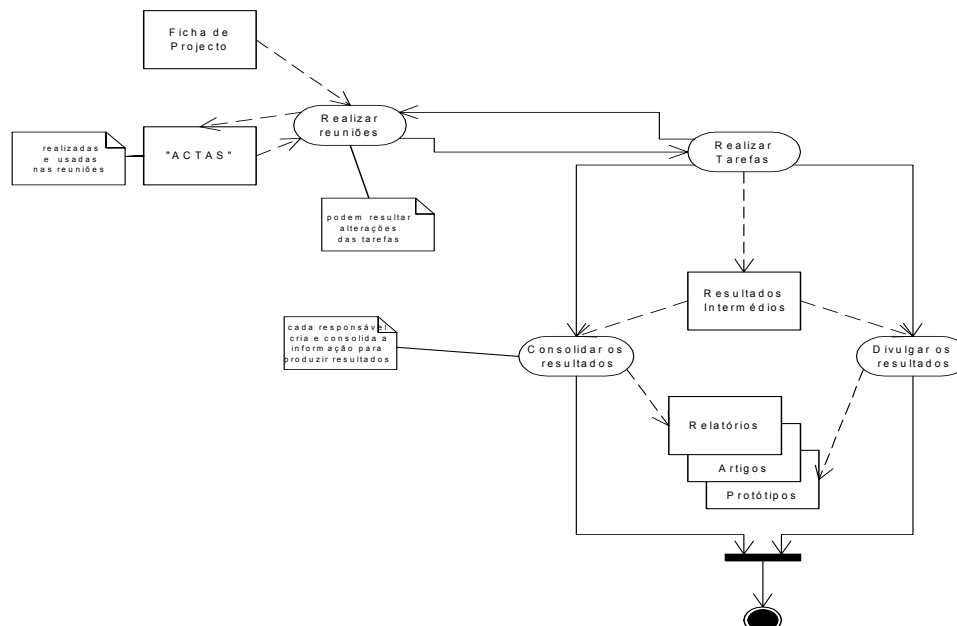 Ficha de
Projecto
Realizar
reuniões
realizadas
e usadas
nas reuniões
"ACTAS"
Realizar
Tarefas
podem resultar
alterações
das tarefas
Resultados
Intermédios
cada responsável
cria e consolida a
informação para
produzir resultados
Consolidar os
resultados
Divulgar os
resultados
Relatórios
Artigos
Protótipos